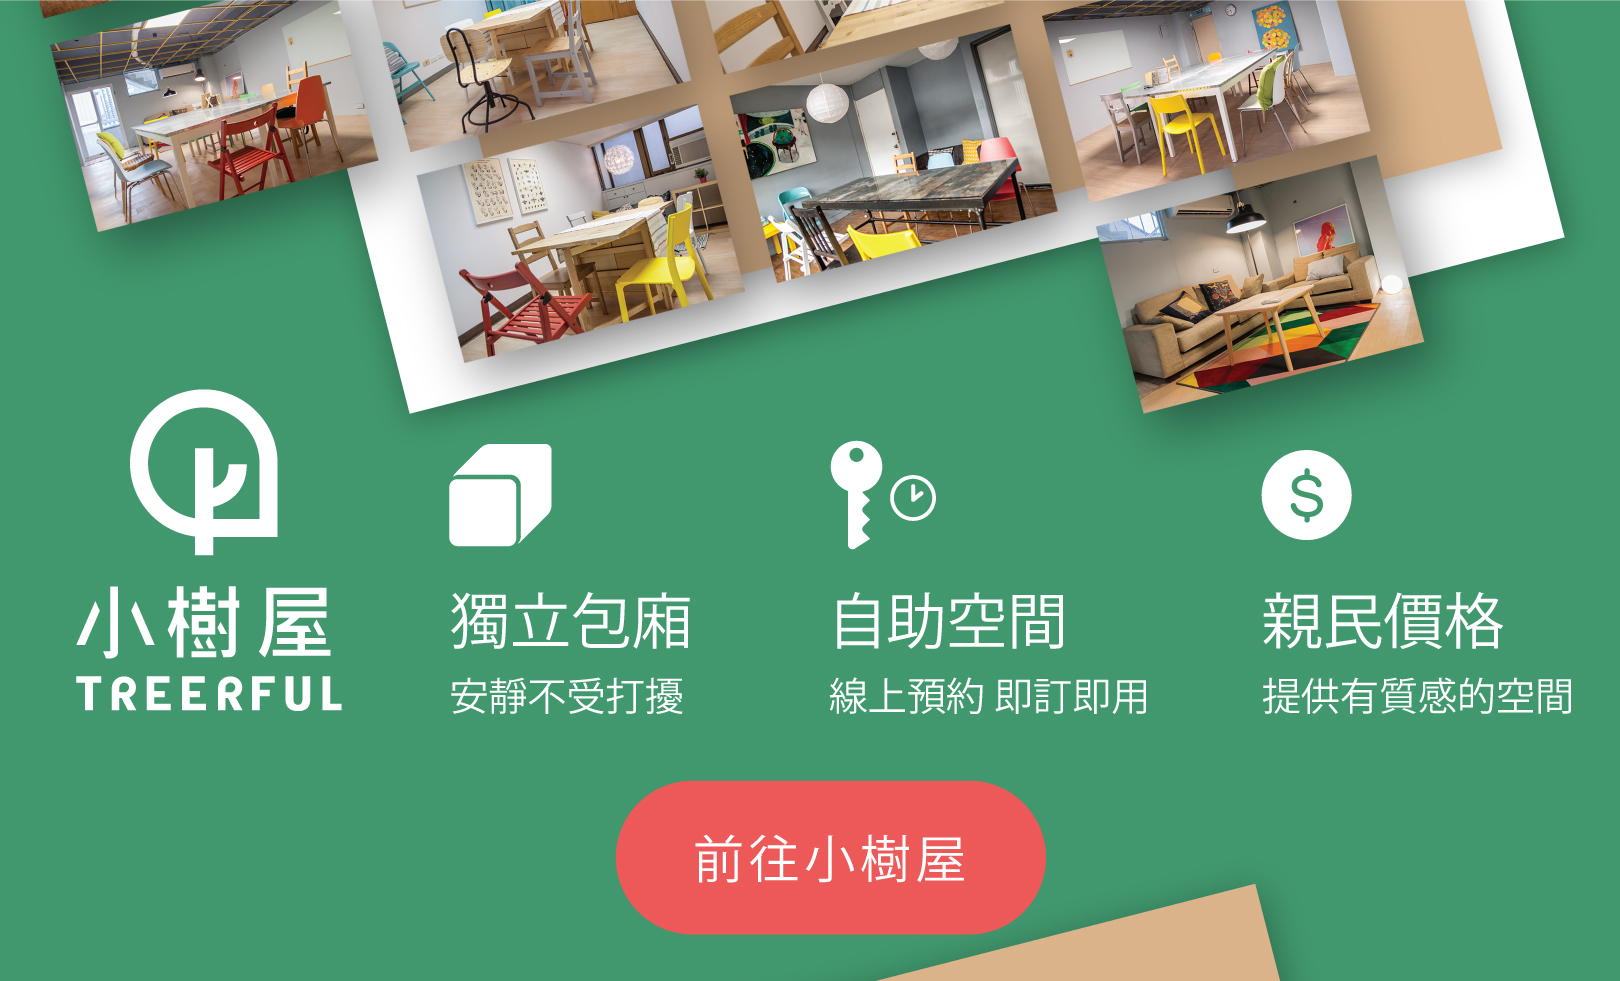 小樹屋
TREERFUL
獨立包廂
安靜不受打擾
自助空間
線上預約 即訂即用
親民價格
提供有質感的空間
前往小樹屋